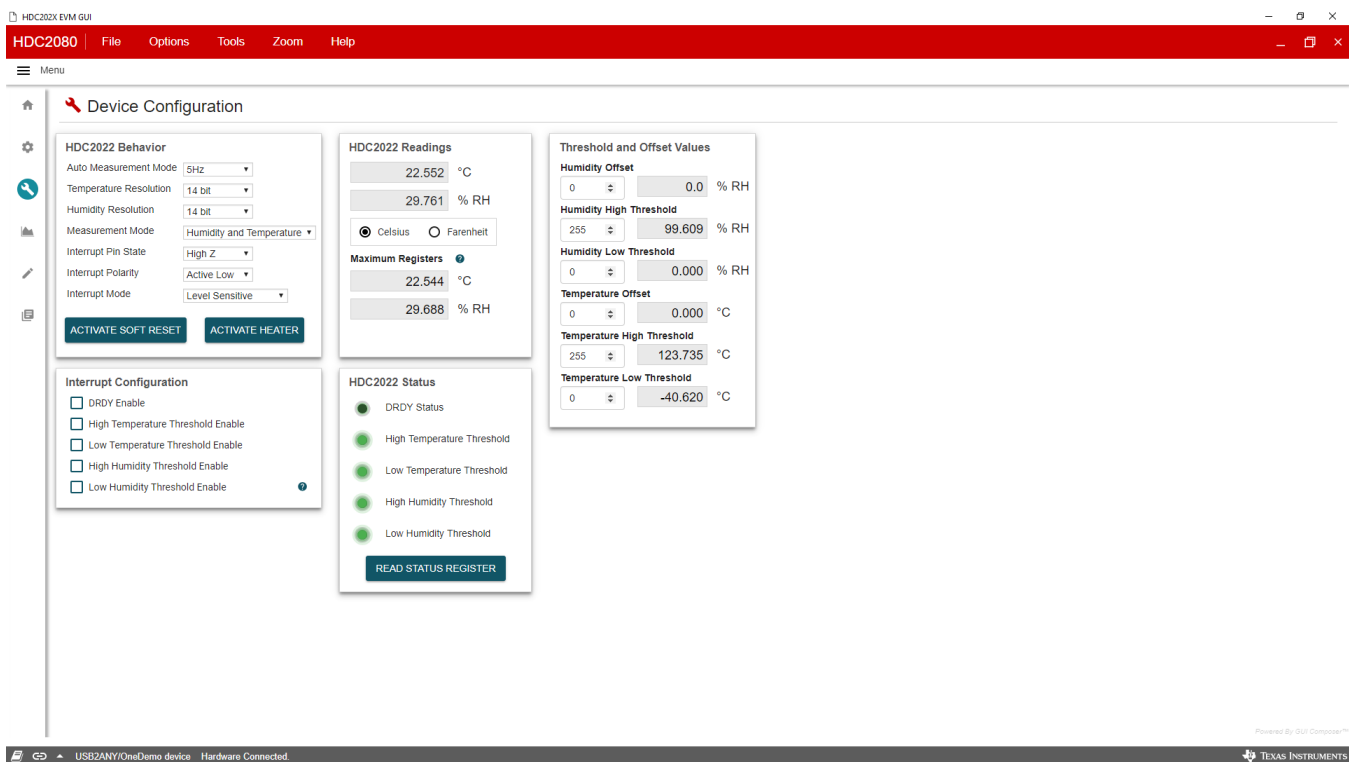 HDC202X EVM GUI
HDC2080 File Options Tools Zoom Help
Menu
Device Configuration
HDC2022 Behavior
Auto Measurement Mode 5Hz
Temperature Resolution 14 bit
Humidity Resolution 14 bit
Measurement Mode Humidity and Temperature
Interrupt Pin State High Z
Interrupt Polarity Active Low
Interrupt Mode Level Sensitive
ACTIVATE SOFT RESET ACTIVATE HEATER
HDC2022 Readings
22.552 °C
29.761 % RH
Celsius Farenheit
Maximum Registers ?
22.544 °C
29.688 % RH
Threshold and Offset Values
Humidity Offset
0 0.0 % RH
Humidity High Threshold
255 99.609 % RH
Humidity Low Threshold
0 0.000 % RH
Temperature Offset
0 0.000 °C
Temperature High Threshold
255 123.735 °C
Temperature Low Threshold
0 -40.620 °C
Interrupt Configuration
DRDY Enable
High Temperature Threshold Enable
Low Temperature Threshold Enable
High Humidity Threshold Enable
Low Humidity Threshold Enable ?
HDC2022 Status
DRDY Status
High Temperature Threshold
Low Temperature Threshold
High Humidity Threshold
Low Humidity Threshold
READ STATUS REGISTER
Powered By GUI Composer™
USB2ANY/OneDemo device Hardware Connected.
TEXAS INSTRUMENTS